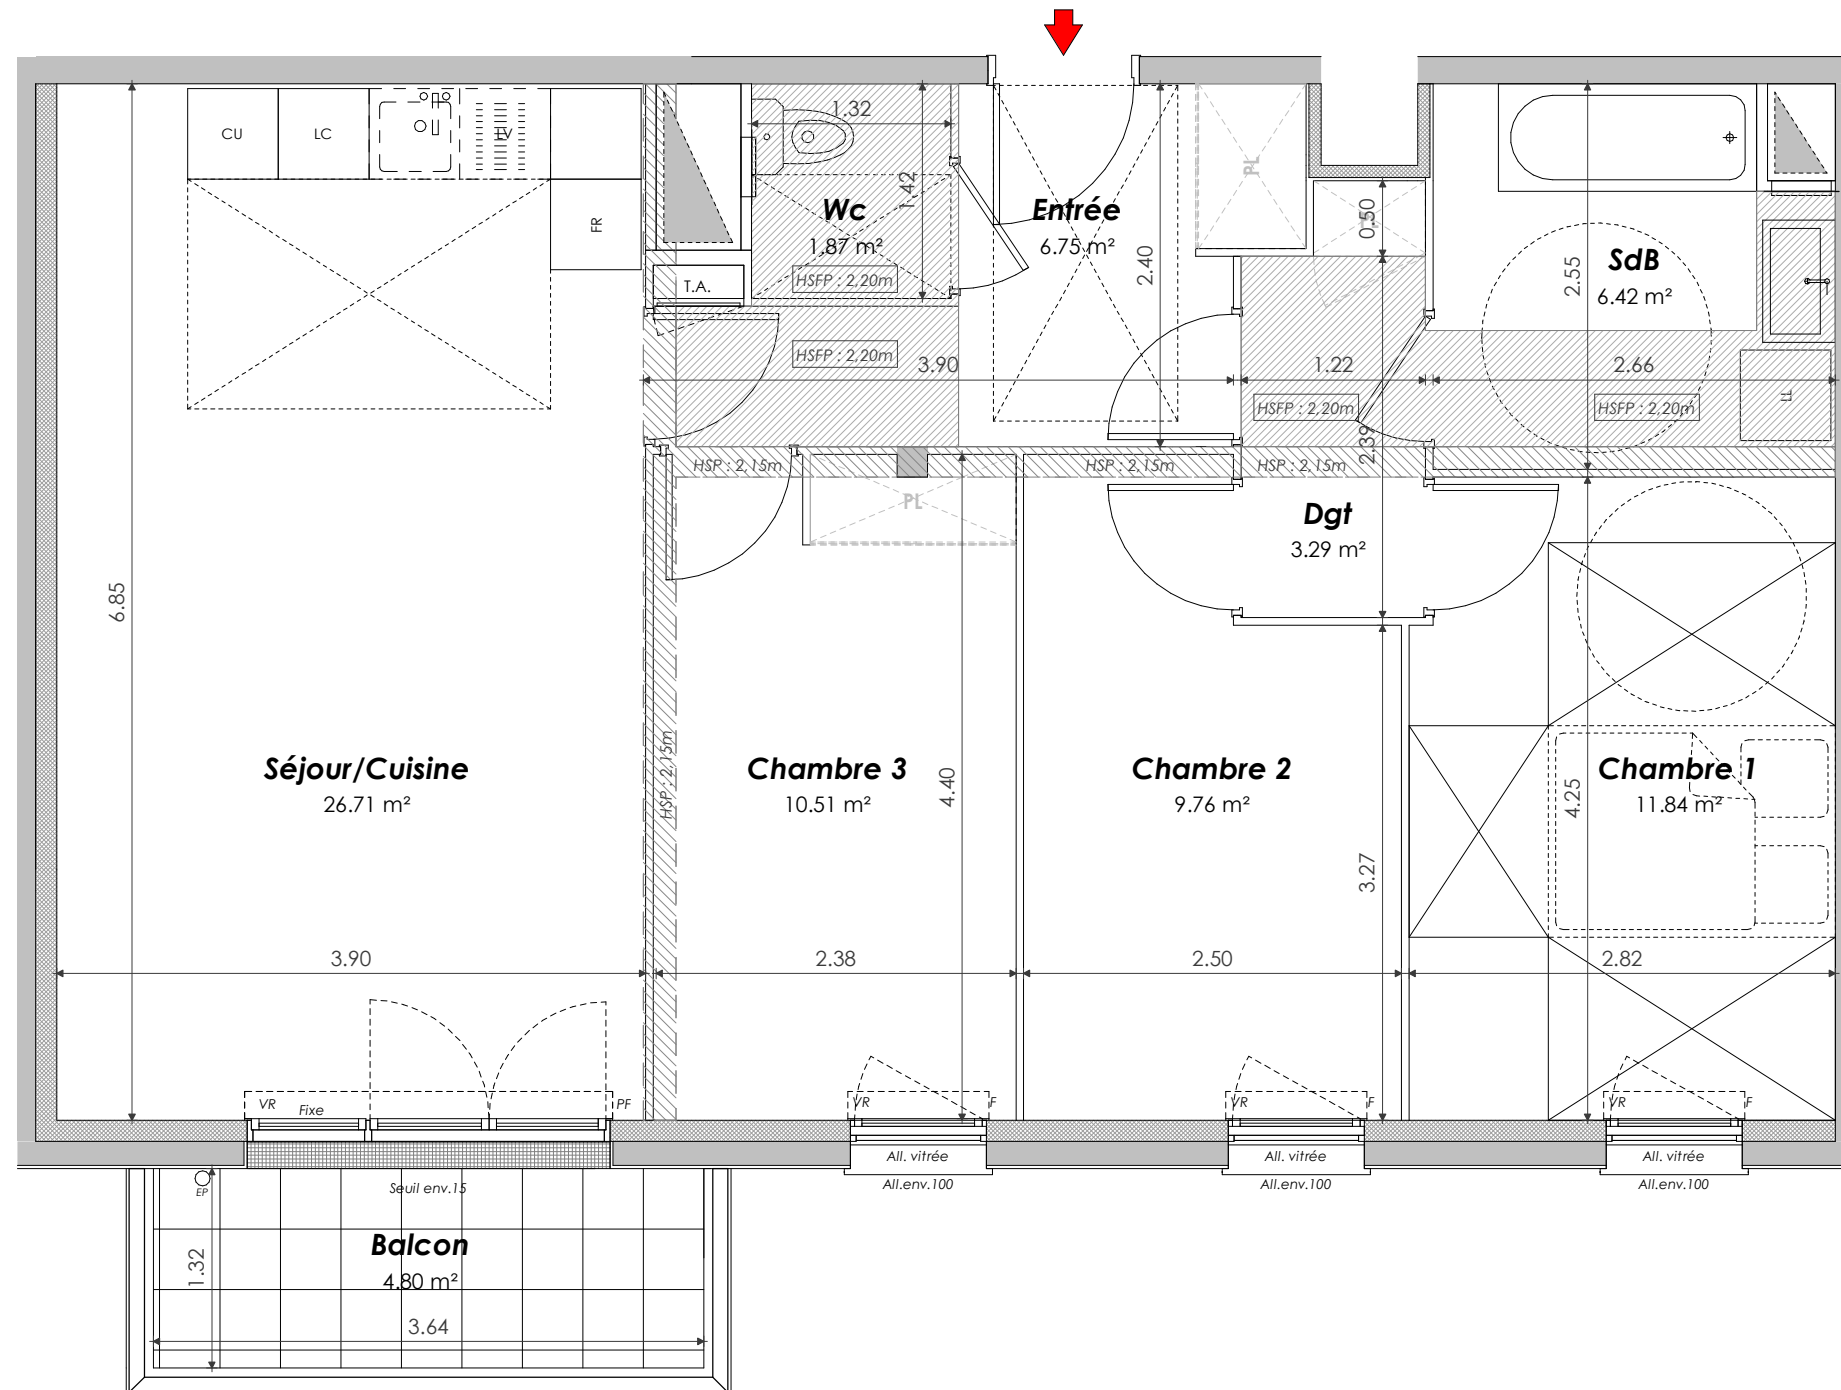 CU
LC
LV
FR
1.32
1.42
Wc
1.87 m²
HSFP : 2,20m
T.A.
Entrée
6.75 m²
2.40
PL
0.50
SdB
6.42 m²
2.55
HSFP : 2,20m
3.90
1.22
2.66
HSFP : 2,20m
HSFP : 2,20m
LL
2.39
HSP : 2,15m
HSP : 2,15m
HSP : 2,15m
PL
Dgt
3.29 m²
6.85
Séjour/Cuisine
26.71 m²
HSP : 2,15m
Chambre 3
10.51 m²
4.40
Chambre 2
9.76 m²
3.27
Chambre 1
11.84 m²
4.25
3.90
2.38
2.50
2.82
VR
Fixe
PF
VR
F
VR
F
VR
F
All. vitrée
All. vitrée
All. vitrée
All.env.100
All.env.100
All.env.100
EP
Seuil env.15
Balcon
4.80 m²
1.32
3.64